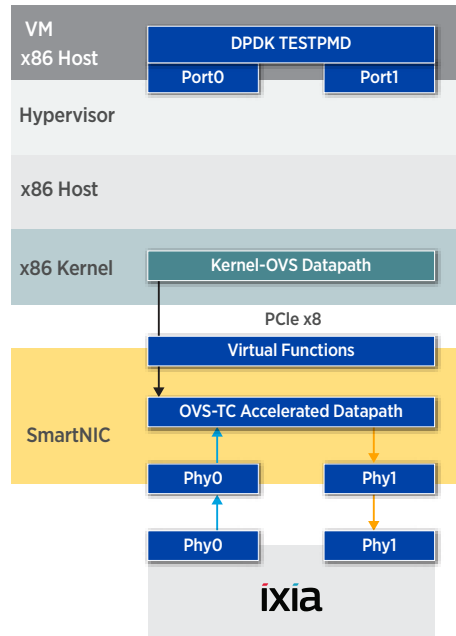 VM
x86 Host
DPDK TESTPMD
Port0
Port1
Hypervisor
x86 Host
x86 Kernel
Kernel-OVS Datapath
PCIe x8
Virtual Functions
OVS-TC Accelerated Datapath
SmartNIC
Phy0
Phy1
Phy0
Phy1
ixia